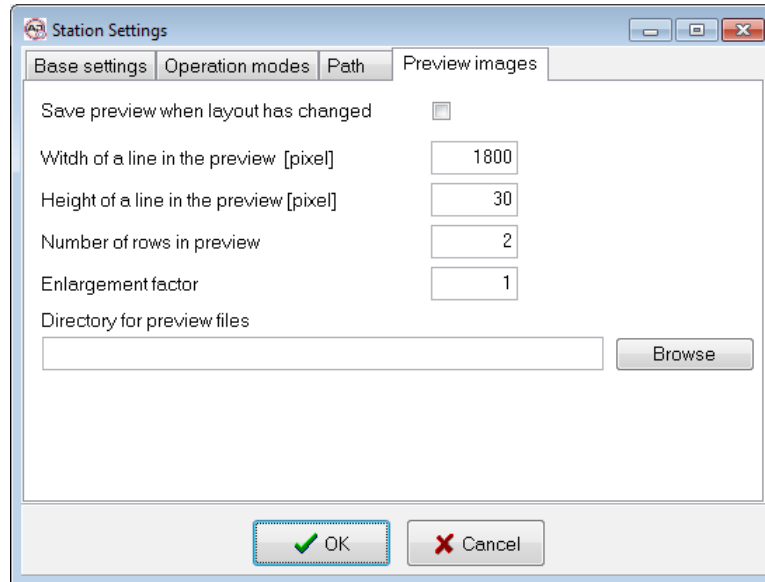 Station Settings
Base settings Operation modes Path Preview images
Save preview when layout has changed
Witdh of a line in the preview [pixel] 1800
Height of a line in the preview [pixel] 30
Number of rows in preview 2
Enlargement factor 1
Directory for preview files
Browse
OK Cancel